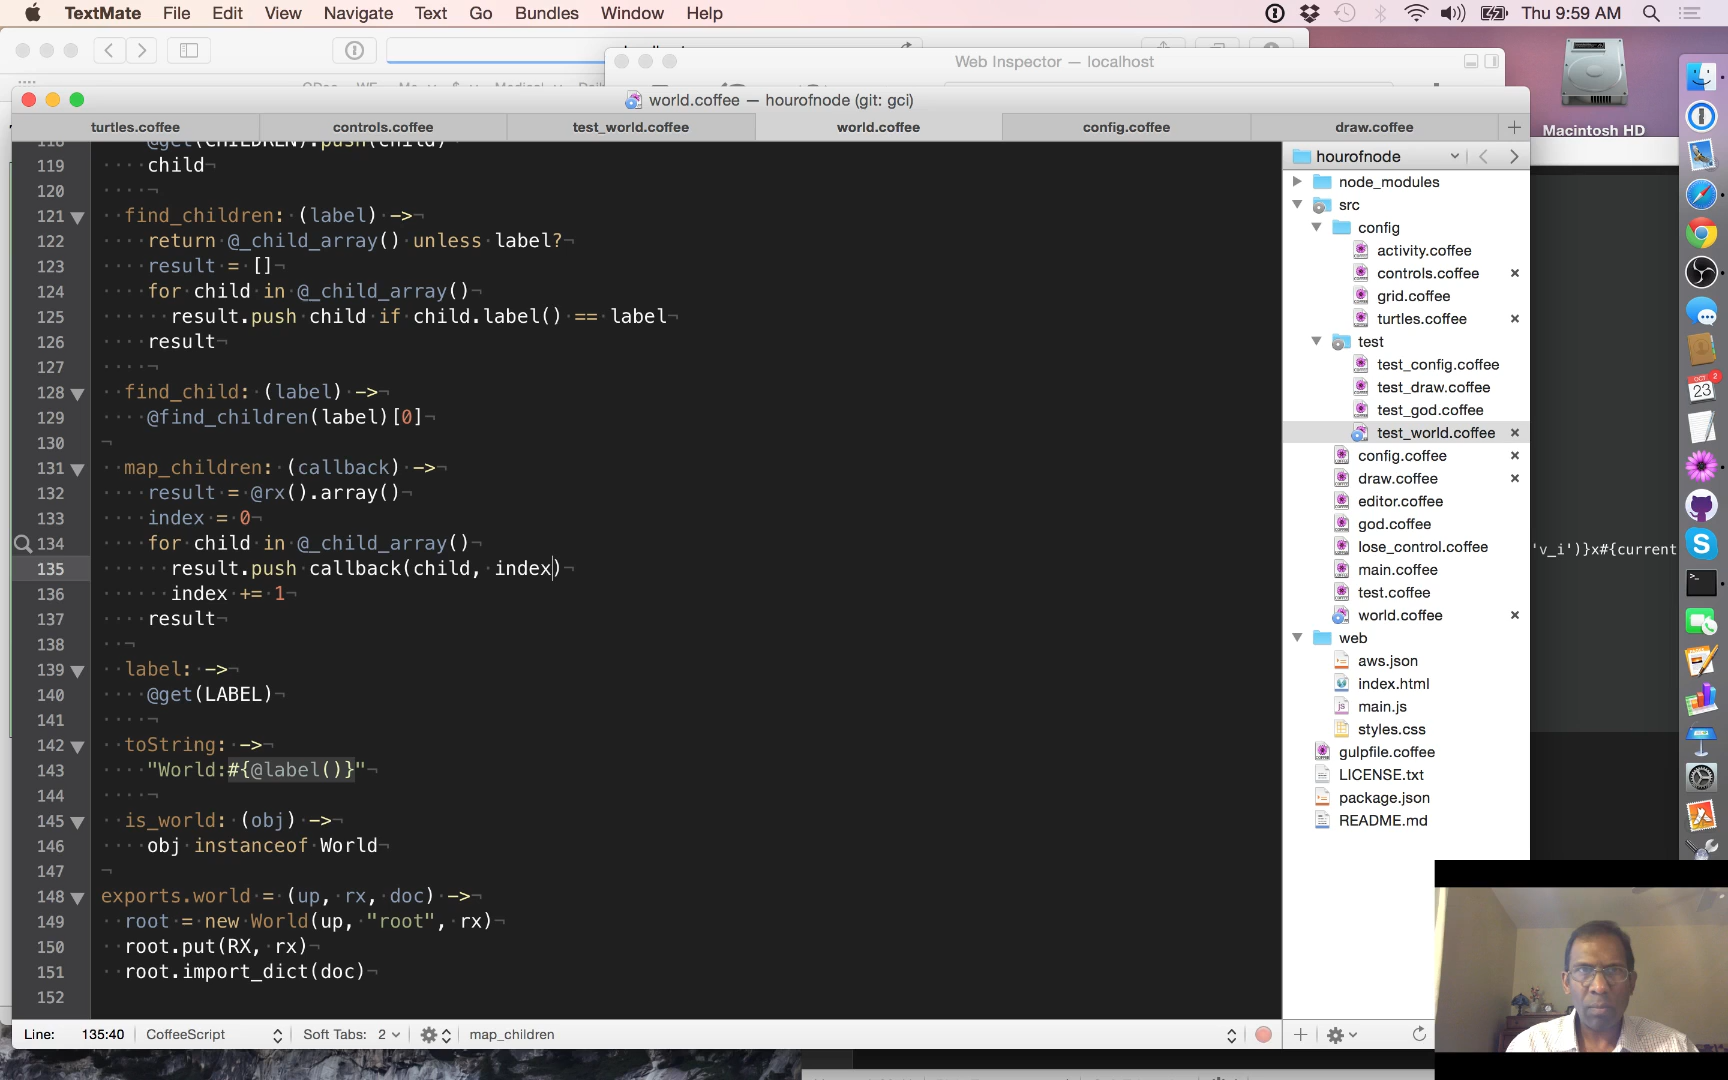 TextMate File Edit View Navigate Text Go Bundles Window Help
Thu 9:59 AM
Web Inspector — localhost
world.coffee — hourofnode (git: gci)
turtles.coffee controls.coffee test_world.coffee world.coffee config.coffee draw.coffee
Macintosh HD
118 @get(CHILDREN).push(child)
119 child
120
121 find_children: (label) ->
122 return @_child_array() unless label?
123 result = []
124 for child in @_child_array()
125 result.push child if child.label() == label
126 result
127
128 find_child: (label) ->
129 @find_children(label)[0]
130
131 map_children: (callback) ->
132 result = @rx().array()
133 index = 0
134 for child in @_child_array()
135 result.push callback(child, index)
136 index += 1
137 result
138
139 label: ->
140 @get(LABEL)
141
142 toString: ->
143 "World:#{@label()}"
144
145 is_world: (obj) ->
146 obj instanceof World
147
148 exports.world = (up, rx, doc) ->
149 root = new World(up, "root", rx)
150 root.put(RX, rx)
151 root.import_dict(doc)
152
Line: 135:40 CoffeeScript Soft Tabs: 2 map_children
hourofnode
node_modules
src
config
activity.coffee
controls.coffee
grid.coffee
turtles.coffee
test
test_config.coffee
test_draw.coffee
test_god.coffee
test_world.coffee
config.coffee
draw.coffee
editor.coffee
god.coffee
lose_control.coffee
main.coffee
test.coffee
world.coffee
web
aws.json
index.html
main.js
styles.css
gulpfile.coffee
LICENSE.txt
package.json
README.md
'v_i')}x#{current
OCT 2
23